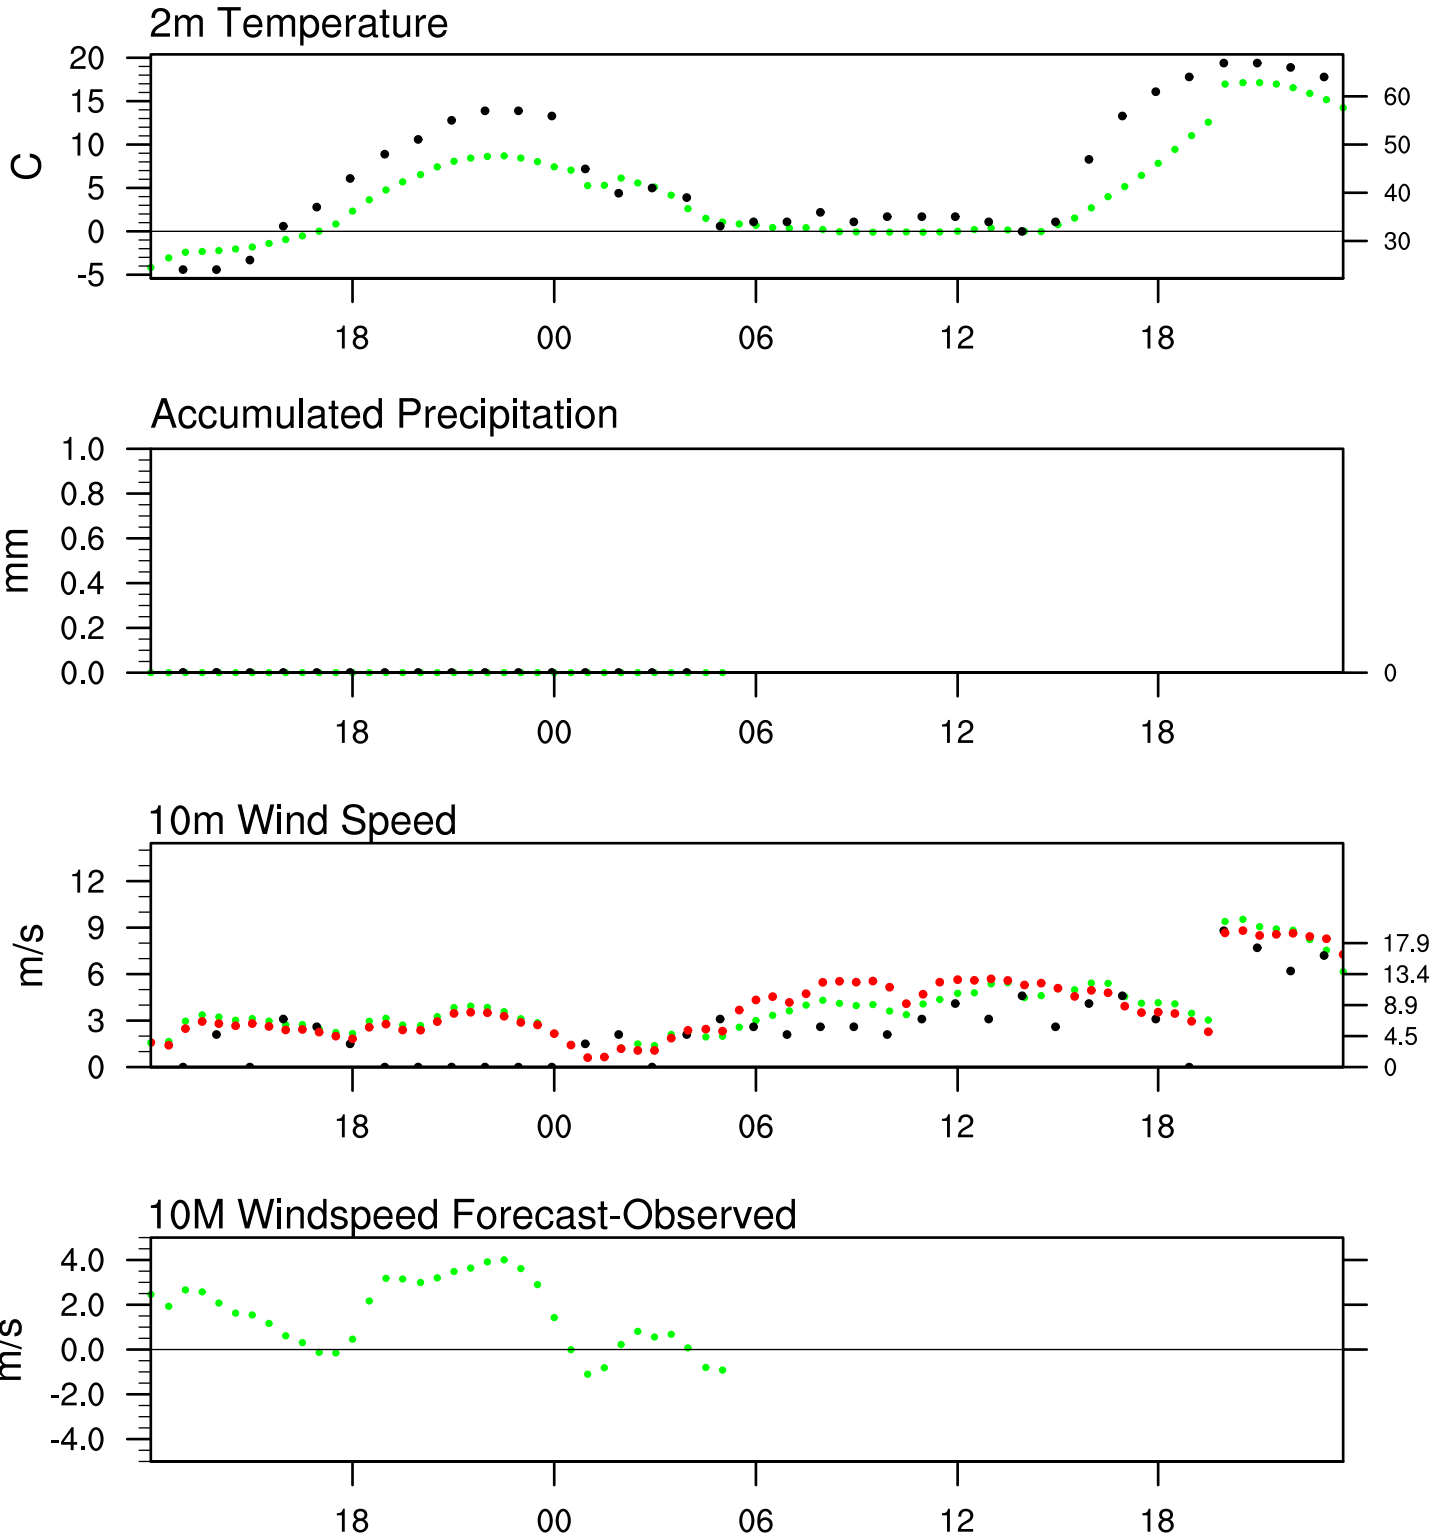 2m Temperature
20
15
10
5
0
-5
C
60
50
40
30
18 00 06 12 18
Accumulated Precipitation
1.0
0.8
0.6
0.4
0.2
0.0
mm
0
18 00 06 12 18
10m Wind Speed
12
9
6
3
0
m/s
17.9
13.4
8.9
4.5
0
18 00 06 12 18
10M Windspeed Forecast-Observed
4.0
2.0
0.0
-2.0
-4.0
m/s
18 00 06 12 18